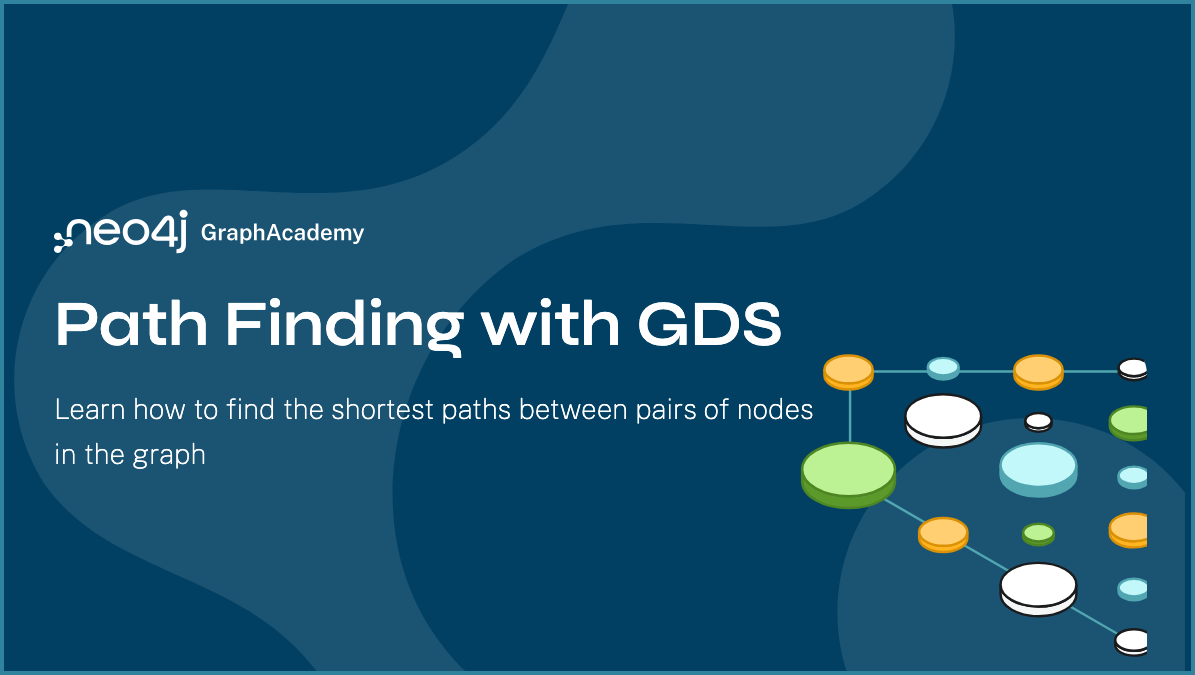 neo4j GraphAcademy
Path Finding with GDS
Learn how to find the shortest paths between pairs of nodes
in the graph